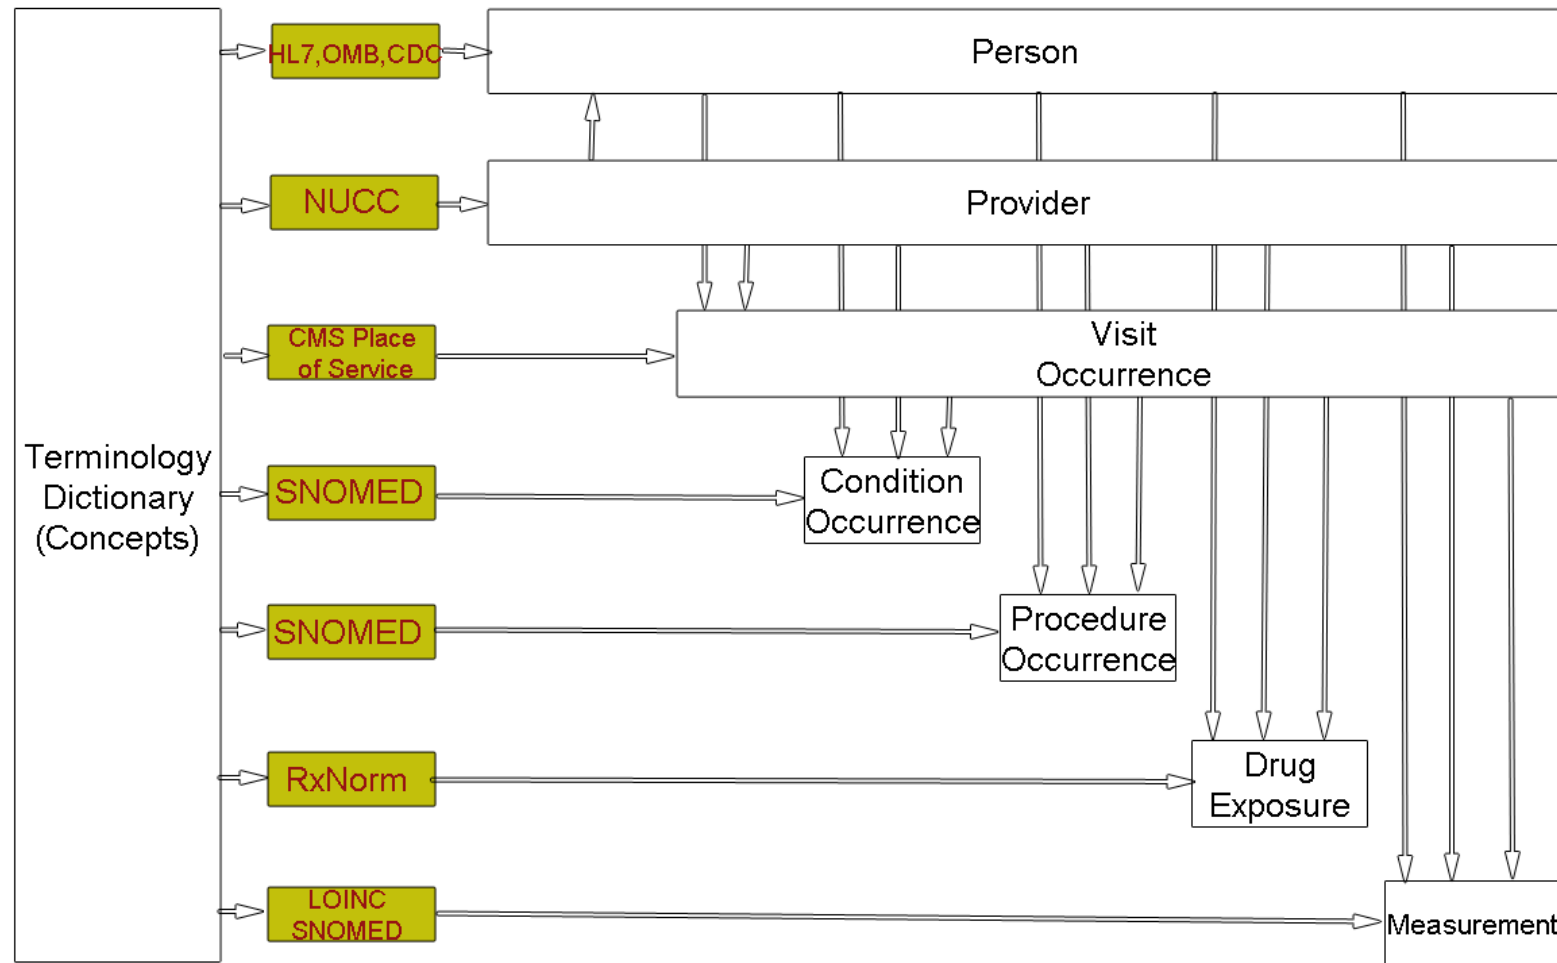 HL7,OMB,CDC
Person
NUCC
Provider
CMS Place
of Service
Visit
Occurrence
Terminology
Dictionary
(Concepts)
SNOMED
Condition
Occurrence
SNOMED
Procedure
Occurrence
RxNorm
Drug
Exposure
LOINC
SNOMED
Measurement